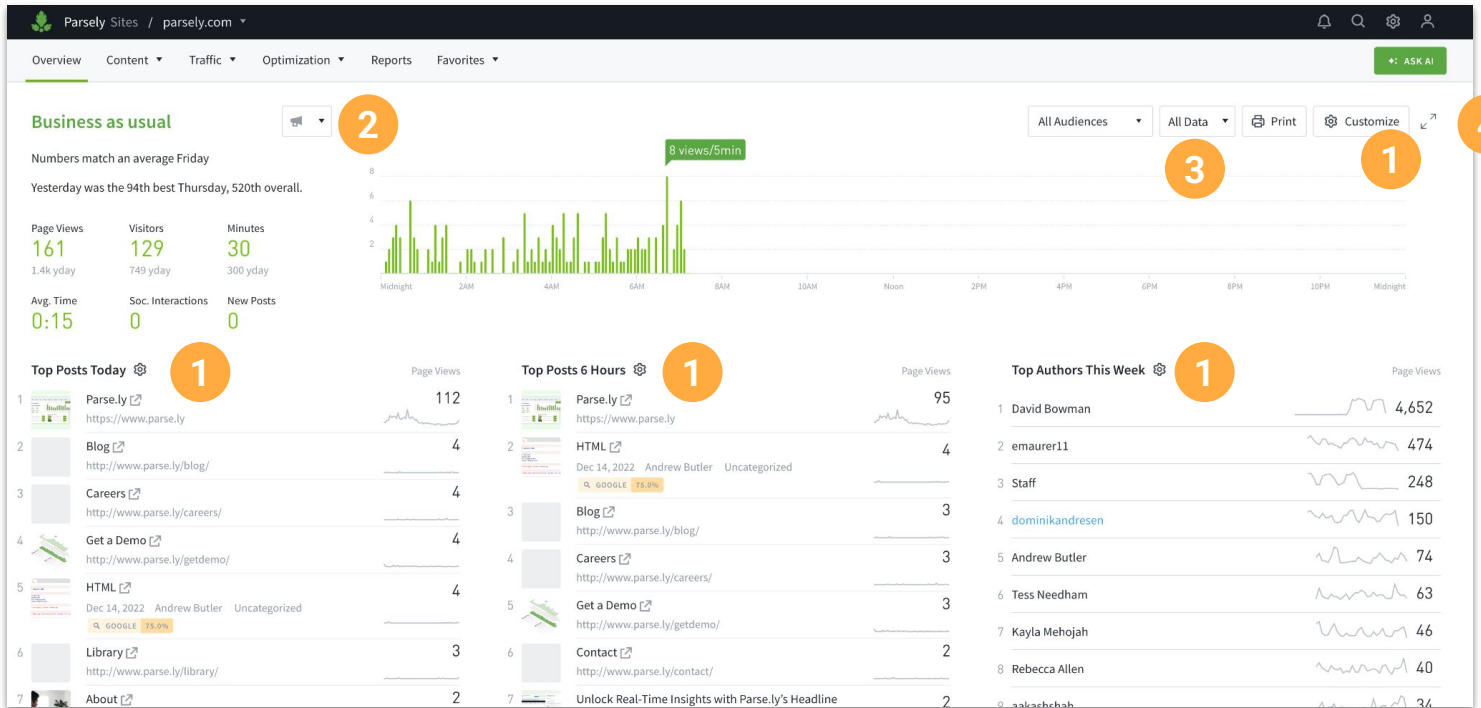 Parsely Sites / parsely.com
Overview Content Traffic Optimization Reports Favorites ASK AI
Business as usual
2
All Audiences All Data Print Customize
Numbers match an average Friday
Yesterday was the 94th best Thursday, 520th overall.
3
1
8 views/5min
8
6
4
2
Midnight 2AM 4AM 6AM 8AM 10AM Noon 2PM 4PM 6PM 8PM 10PM Midnight
Page Views Visitors Minutes
161 129 30
1.4k yday 749 yday 300 yday
Avg. Time Soc. Interactions New Posts
0:15 0 0
Top Posts Today 1 Page Views
1 Parse.ly 112
https://www.parse.ly
2 Blog 4
http://www.parse.ly/blog/
3 Careers 4
http://www.parse.ly/careers/
4 Get a Demo 4
http://www.parse.ly/getdemo/
5 HTML 4
Dec 14, 2022 Andrew Butler Uncategorized
GOOGLE 75.0%
6 Library 3
http://www.parse.ly/library/
7 About 2
Top Posts 6 Hours 1 Page Views
1 Parse.ly 95
https://www.parse.ly
2 HTML 4
Dec 14, 2022 Andrew Butler Uncategorized
GOOGLE 75.0%
3 Blog 3
http://www.parse.ly/blog/
4 Careers 3
http://www.parse.ly/careers/
5 Get a Demo 3
http://www.parse.ly/getdemo/
6 Contact 2
http://www.parse.ly/contact/
7 Unlock Real-Time Insights with Parse.ly's Headline 2
Top Authors This Week 1 Page Views
1 David Bowman 4,652
2 emaurer11 474
3 Staff 248
4 dominikandresen 150
5 Andrew Butler 74
6 Tess Needham 63
7 Kayla Mehojah 46
8 Rebecca Allen 40
9 aakashshah 34